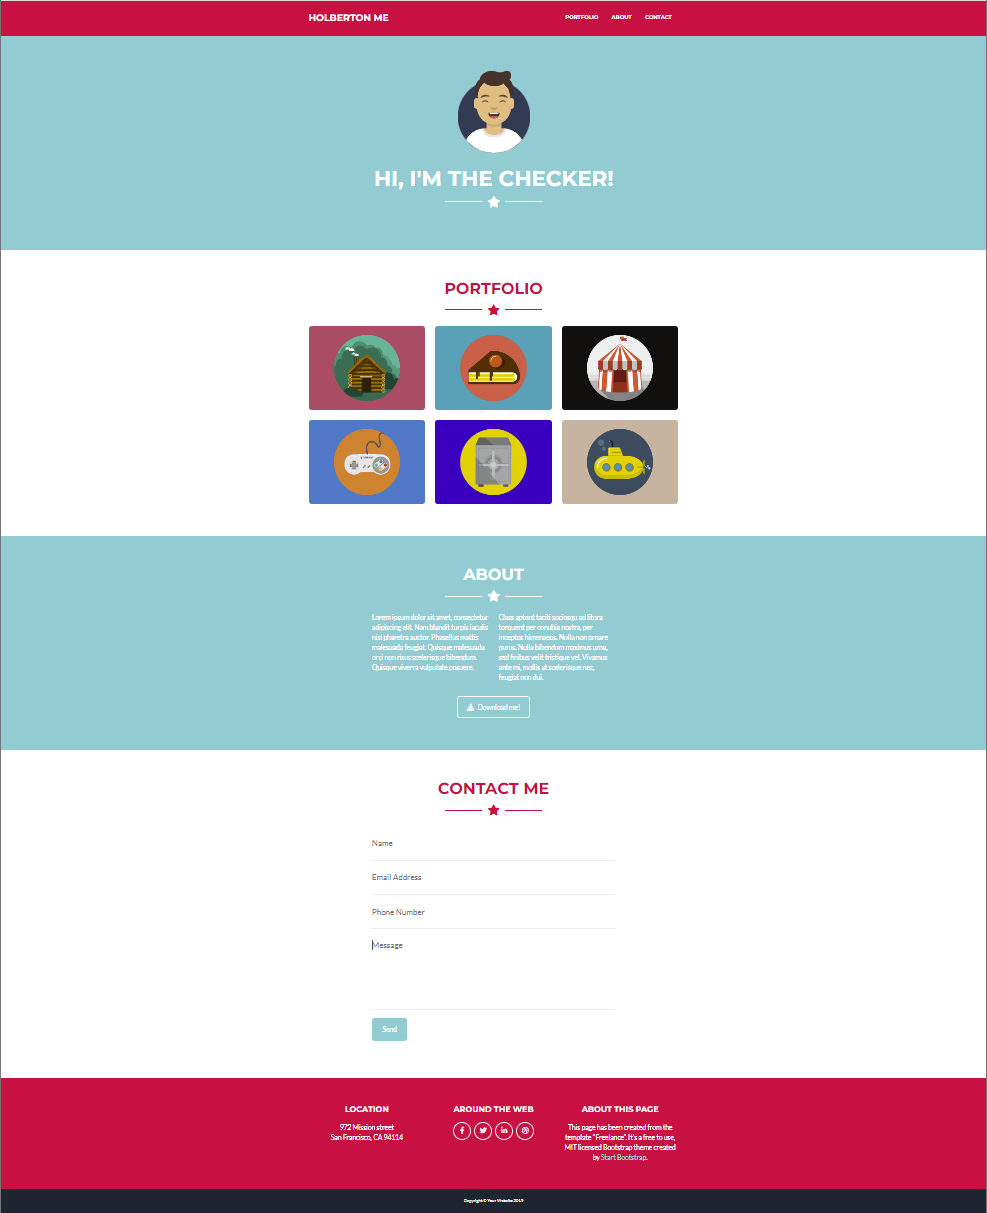 HOLBERTON ME
PORTFOLIO ABOUT CONTACT
HI, I'M THE CHECKER!
PORTFOLIO
ABOUT
Lorem ipsum dolor sit amet, consectetur
adipiscing elit. Nam blandit turpis iaculis
nisl pharetra auctor. Phasellus mattis
malesuada feugiat. Quisque malesuada
orci non risus scelerisque bibendum.
Quisque viverra vulputate posuere.
Class aptent taciti sociosqu ad litora
torquent per conubia nostra, per
inceptos himenaeos. Nulla non ornare
purus. Nulla bibendum maximus urna,
sed finibus velit tristique vel. Vivamus
ante mi, mollis at scelerisque nec,
feugiat non dui.
Download me!
CONTACT ME
Name
Email Address
Phone Number
Message
Send
LOCATION
972 Mission street
San Francisco, CA 94114
AROUND THE WEB
ABOUT THIS PAGE
This page has been created from the
template "Freelance". It's a free to use,
MIT licensed Bootstrap theme created
by Start Bootstrap.
Copyright © Your Website 2019